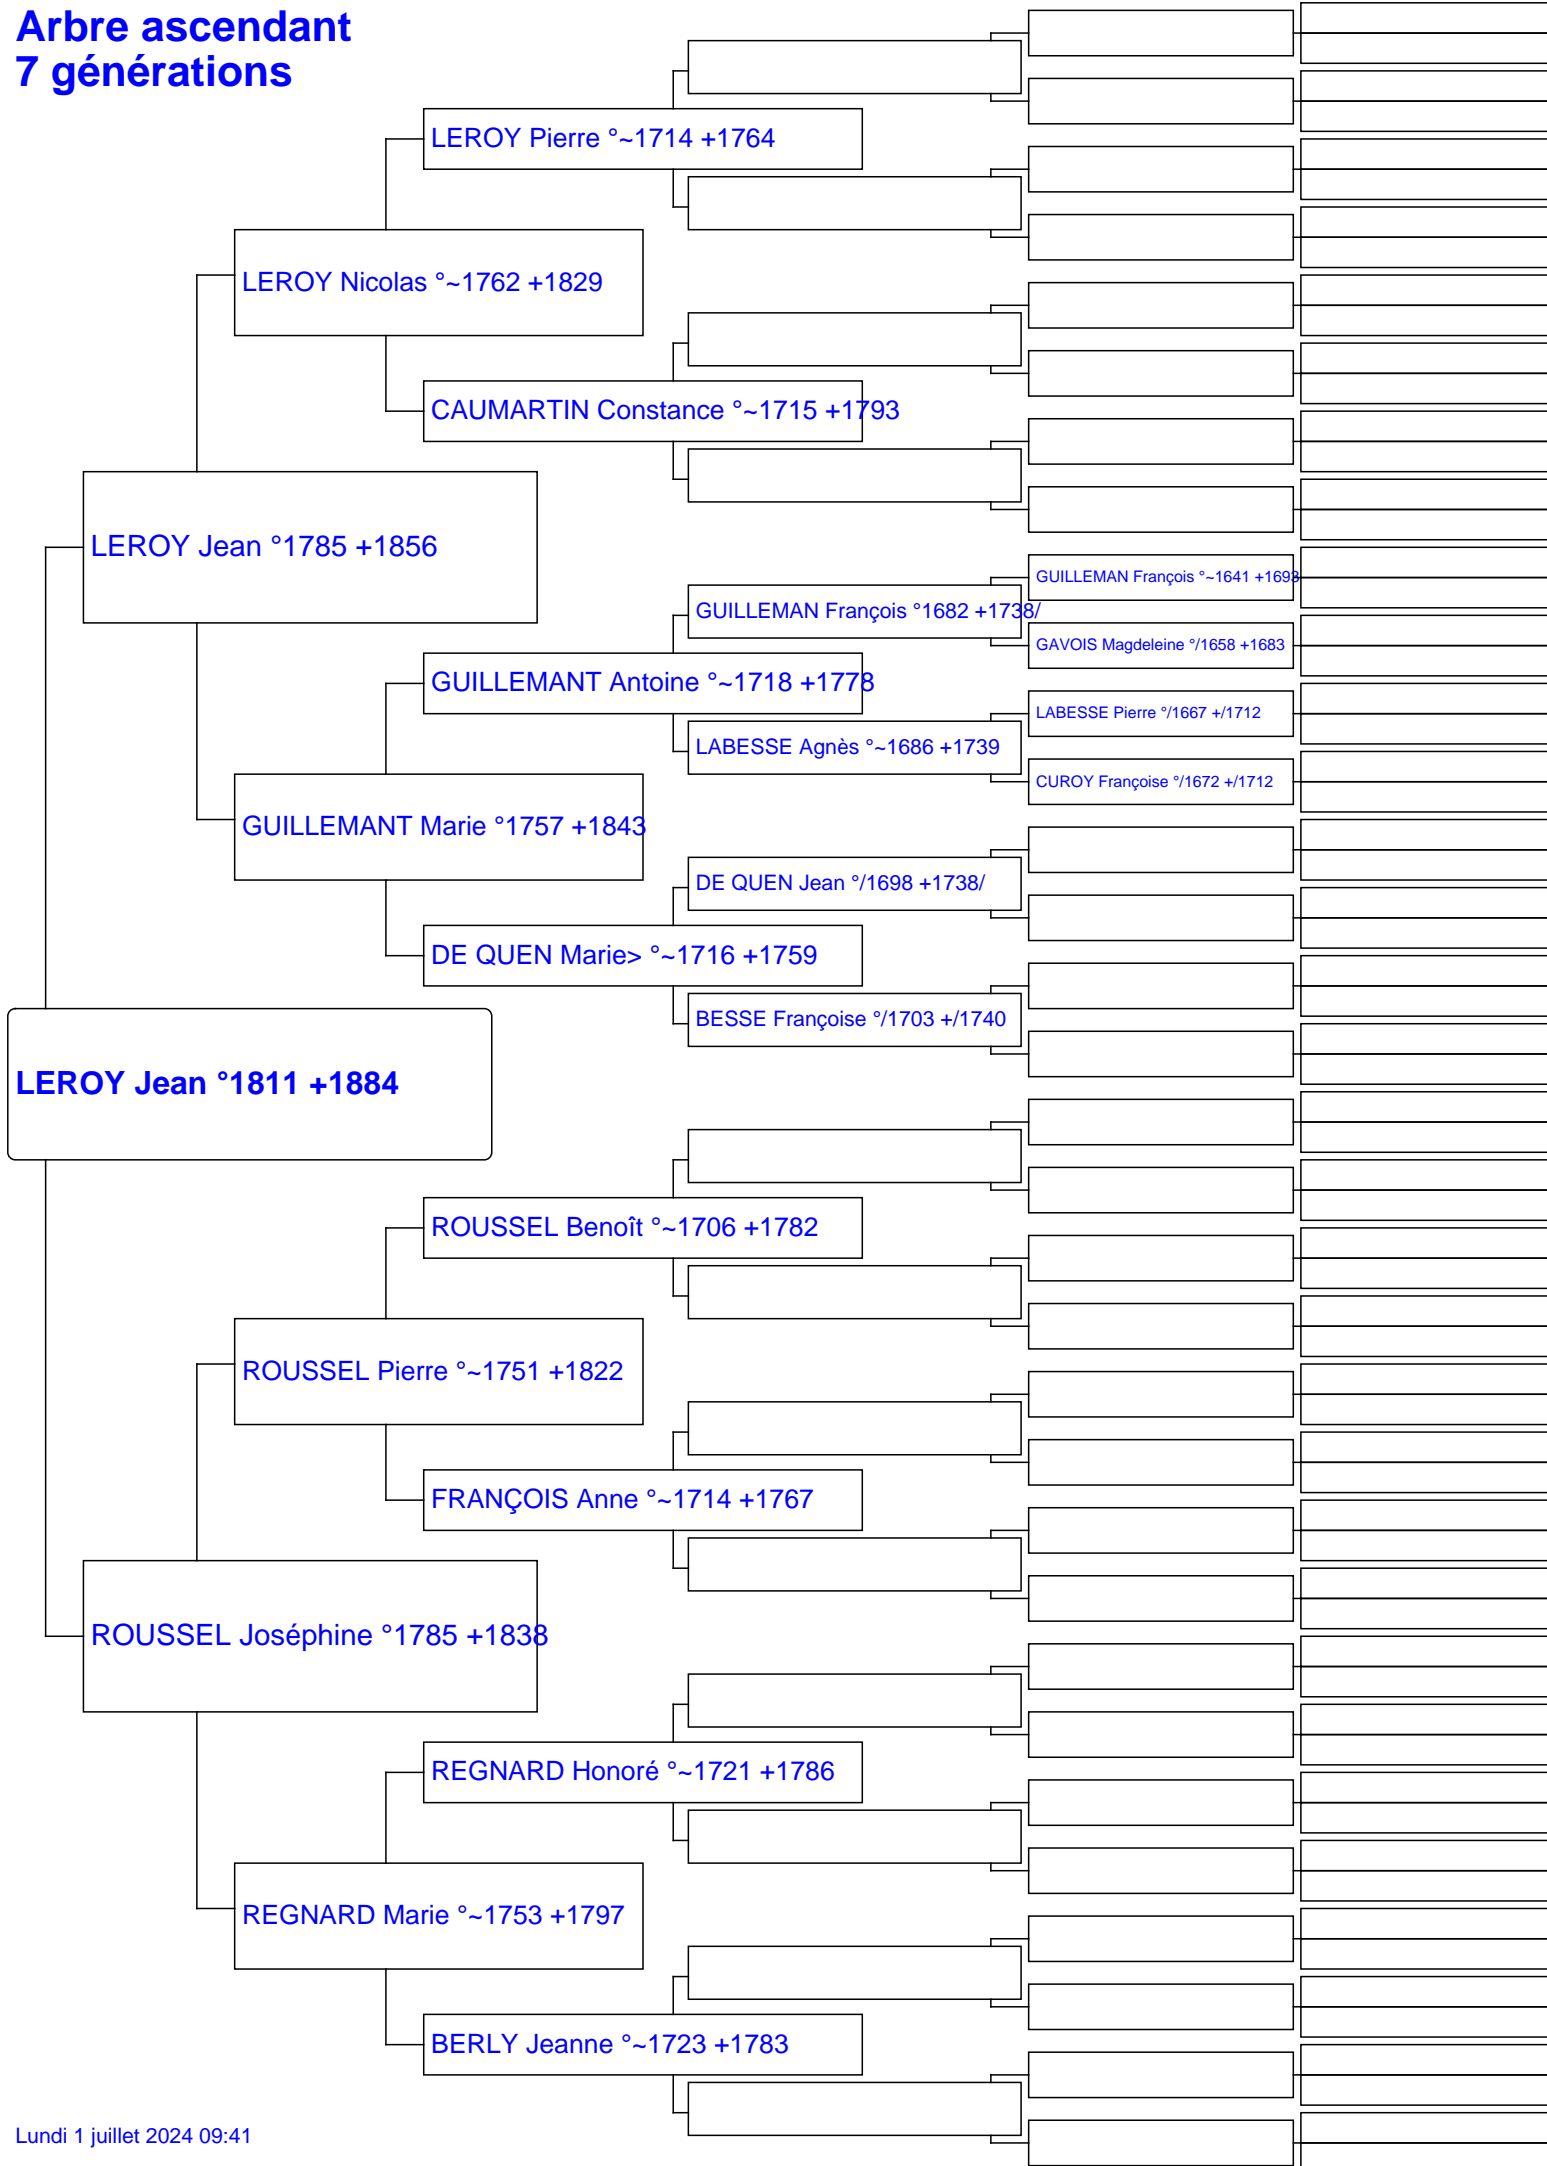 Arbre ascendant
7 générations
LEROY Pierre °~1714 +1764
LEROY Nicolas °~1762 +1829
CAUMARTIN Constance °~1715 +1793
LEROY Jean °1785 +1856
GUILLEMAN François °~1641 +1693
GUILLEMAN François °1682 +1738/
GAVOIS Magdeleine °/1658 +1683
GUILLEMANT Antoine °~1718 +1778
LABESSE Pierre °/1667 +/1712
LABESSE Agnès °~1686 +1739
CUROY Françoise °/1672 +/1712
GUILLEMANT Marie °1757 +1843
DE QUEN Jean °/1698 +1738/
DE QUEN Marie> °~1716 +1759
BESSE Françoise °/1703 +/1740
LEROY Jean °1811 +1884
ROUSSEL Benoît °~1706 +1782
ROUSSEL Pierre °~1751 +1822
FRANÇOIS Anne °~1714 +1767
ROUSSEL Joséphine °1785 +1838
REGNARD Honoré °~1721 +1786
REGNARD Marie °~1753 +1797
BERLY Jeanne °~1723 +1783
Lundi 1 juillet 2024 09:41